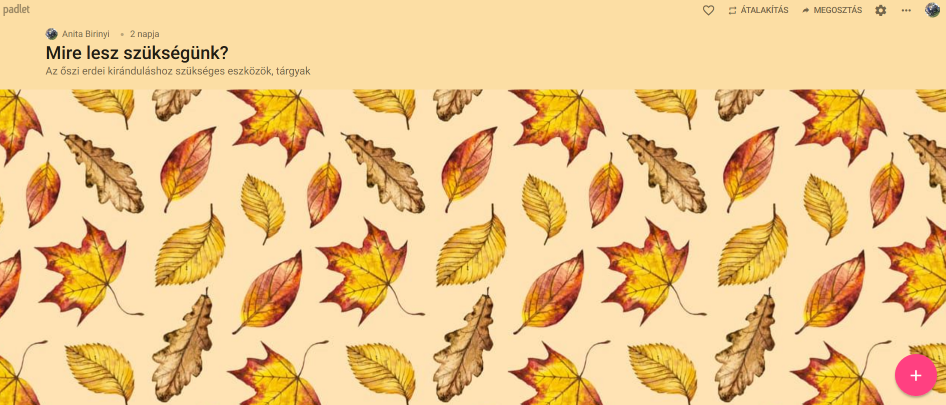 padlet
ÁTALAKÍTÁS MEGOSZTÁS
Anita Birinyi • 2 napja
Mire lesz szükségünk?
Az őszi erdei kiránduláshoz szükséges eszközök, tárgyak